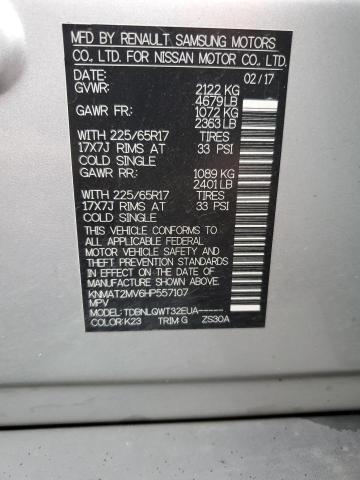 MFD BY RENAULT SAMSUNG MOTORS
CO., LTD. FOR NISSAN MOTOR CO., LTD.
DATE: 02/17
GVWR: 2122 KG
4679 LB
GAWR FR: 1072 KG
2363 LB
WITH 225/65R17 TIRES
17X7J RIMS AT 33 PSI
COLD SINGLE
GAWR RR: 1089 KG
2401 LB
WITH 225/65R17 TIRES
17X7J RIMS AT 33 PSI
COLD SINGLE
THIS VEHICLE CONFORMS TO
ALL APPLICABLE FEDERAL
MOTOR VEHICLE SAFETY AND
THEFT PREVENTION STANDARDS
IN EFFECT ON THE DATE OF
MANUFACTURE SHOWN ABOVE.
KNMAT2MV6HP557107
MPV
MODEL: TDBNLQWT32EUA-----
COLOR: K23 TRIM: G ZS30A